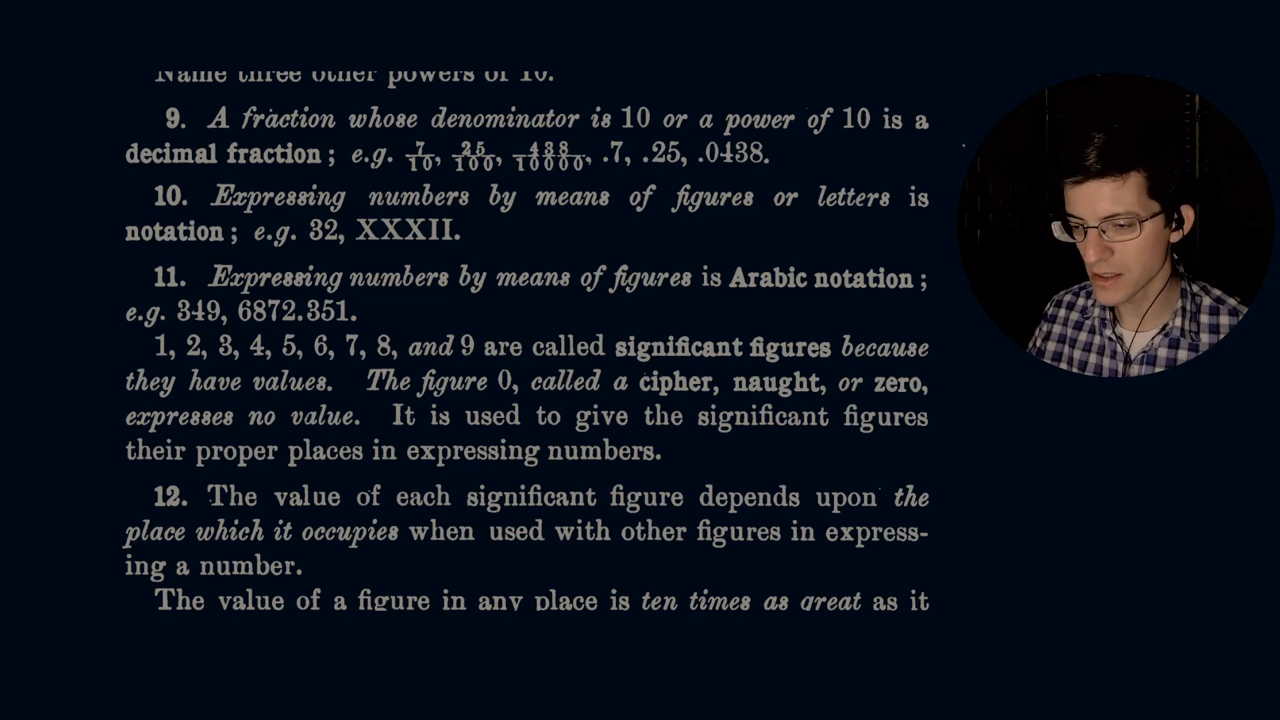 Name three other powers of 10.
9. A fraction whose denominator is 10 or a power of 10 is a
decimal fraction; e.g. 7/10, 25/100, 438/10000, .7, .25, .0438.
10. Expressing numbers by means of figures or letters is
notation; e.g. 32, XXXII.
11. Expressing numbers by means of figures is Arabic notation;
e.g. 349, 6872.351.
1, 2, 3, 4, 5, 6, 7, 8, and 9 are called significant figures because
they have values. The figure 0, called a cipher, naught, or zero,
expresses no value. It is used to give the significant figures
their proper places in expressing numbers.
12. The value of each significant figure depends upon the
place which it occupies when used with other figures in express-
ing a number.
The value of a figure in any place is ten times as great as it